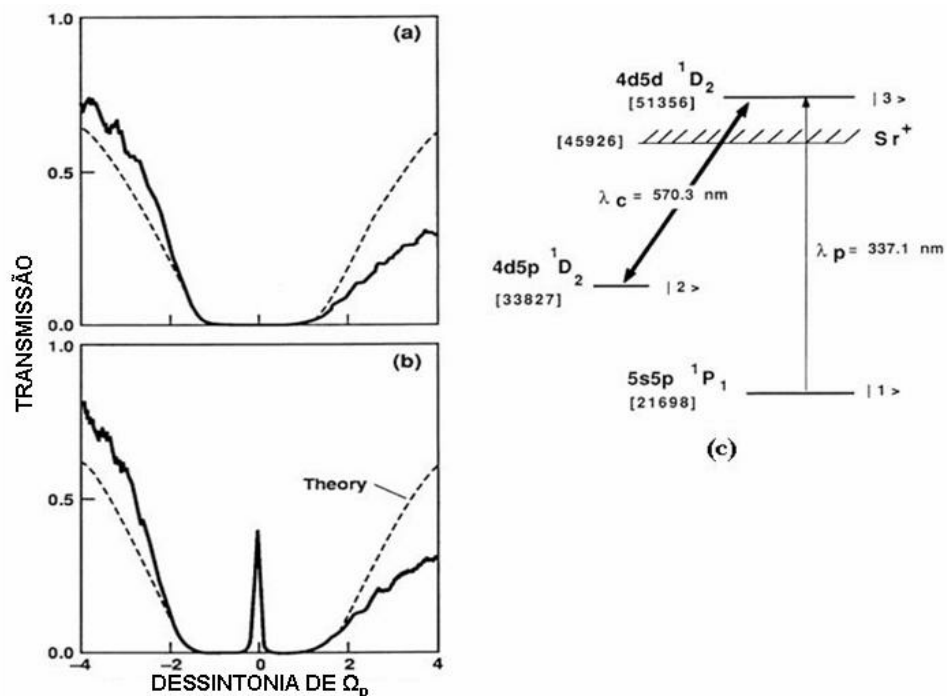 1.0
(a)
0.5
0.0
1.0
(b)
Theory
0.5
0.0
−4
−2
0
2
4
TRANSMISSÃO
DESSINTONIA DE Ωp
4d5d ¹D₂
[51356]
| 3 >
[45926]
Sr⁺
λ c = 570.3 nm
λ p = 337.1 nm
4d5p ¹D₂
[33827]
| 2 >
5s5p ¹P₁
[21698]
| 1 >
(c)